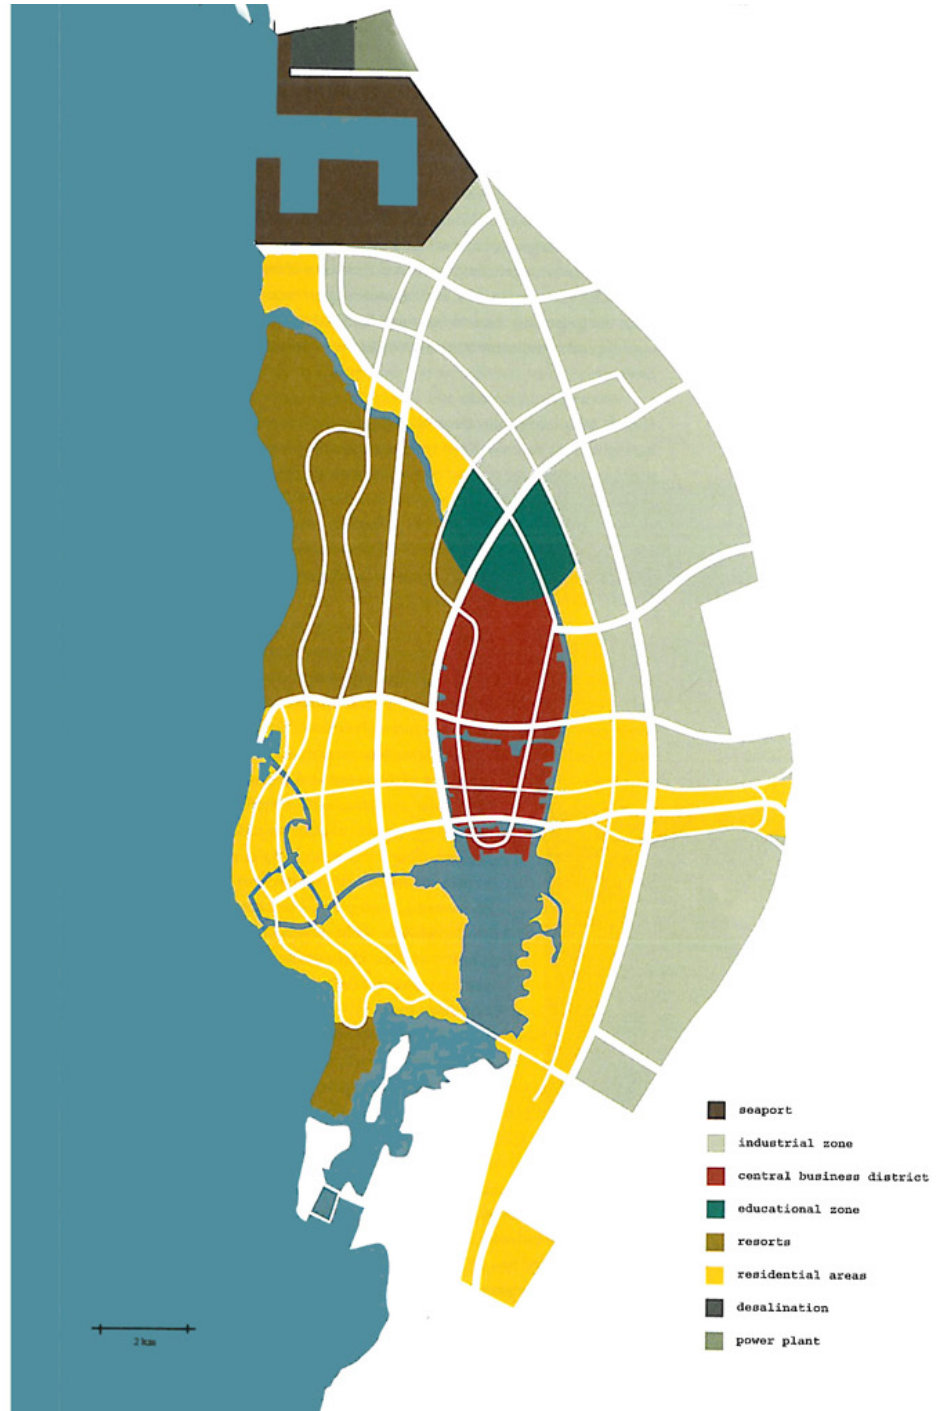 seaport
industrial zone
central business district
educational zone
resorts
residential areas
desalination
power plant
2 km